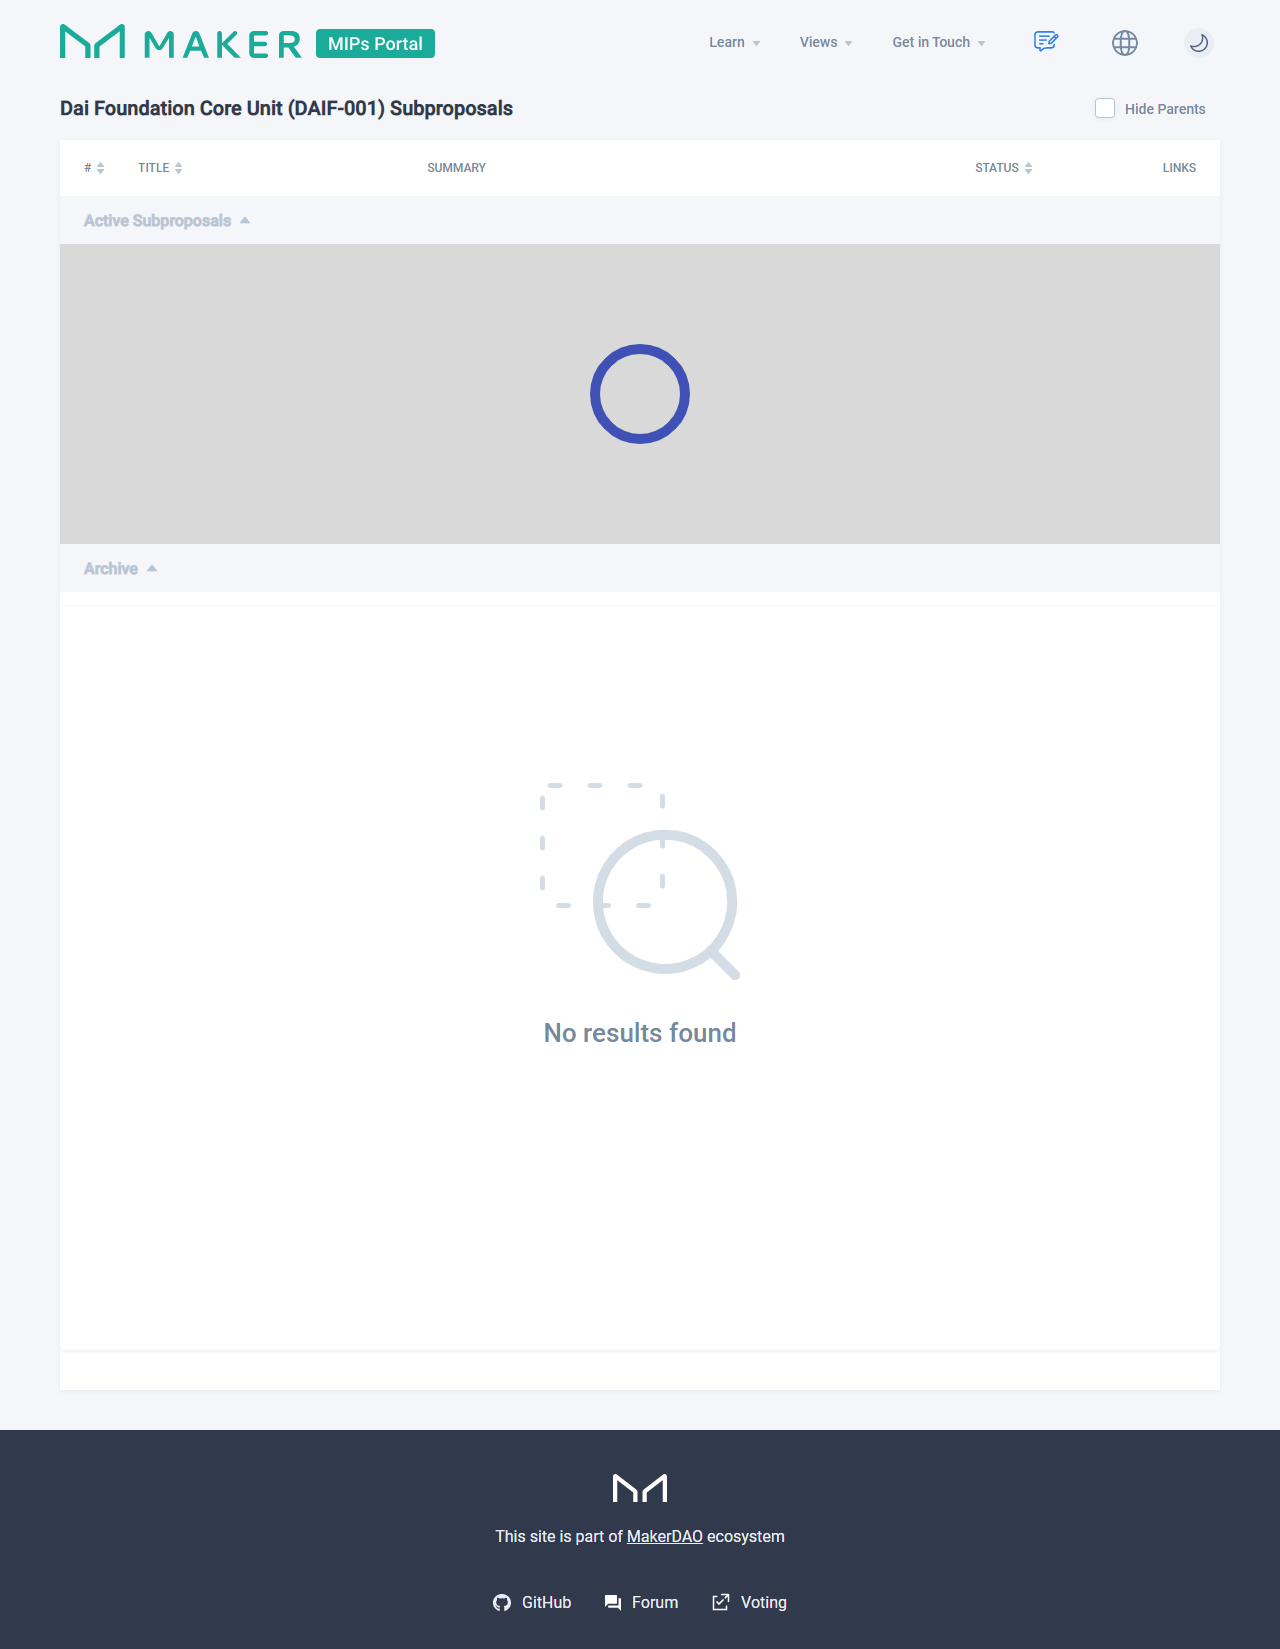 MAKER MIPs Portal
Learn Views Get in Touch
Dai Foundation Core Unit (DAIF-001) Subproposals
Hide Parents
# TITLE SUMMARY STATUS LINKS
Active Subproposals
Archive
No results found
This site is part of MakerDAO ecosystem
GitHub Forum Voting